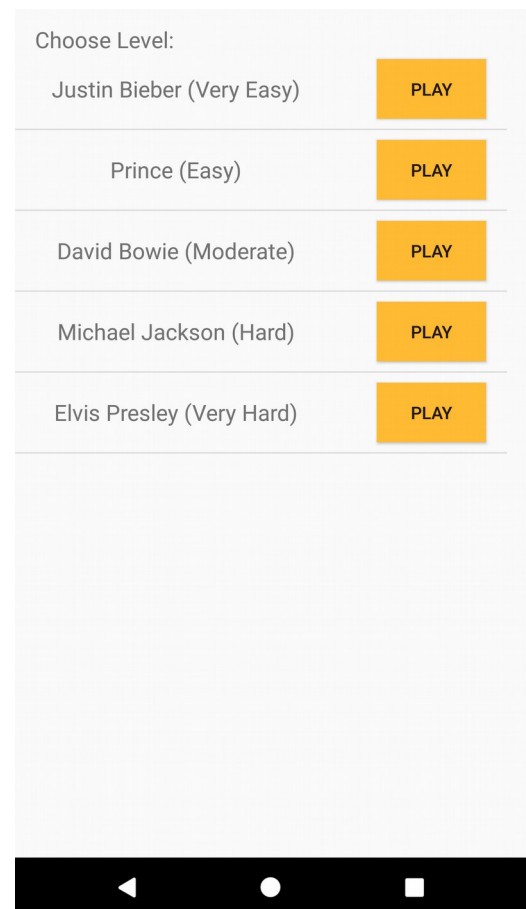 Choose Level:
Justin Bieber (Very Easy) PLAY
Prince (Easy) PLAY
David Bowie (Moderate) PLAY
Michael Jackson (Hard) PLAY
Elvis Presley (Very Hard) PLAY